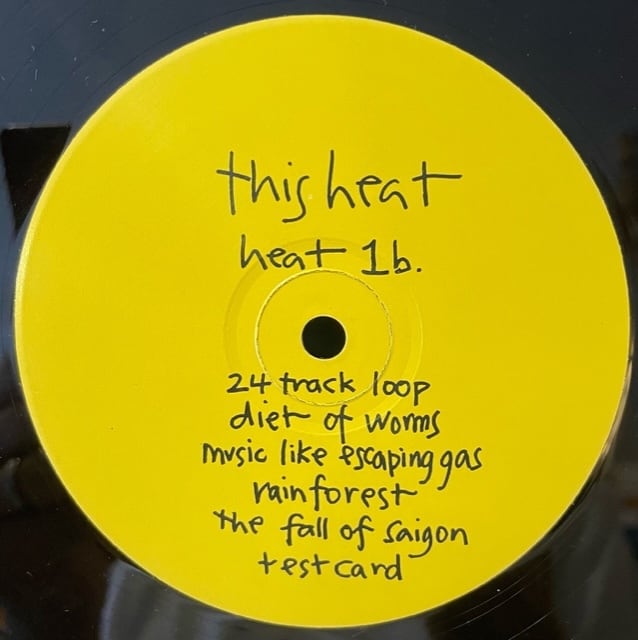 this heat
heat 1b.
24 track loop
diet of worms
music like escaping gas
rainforest
the fall of saigon
testcard